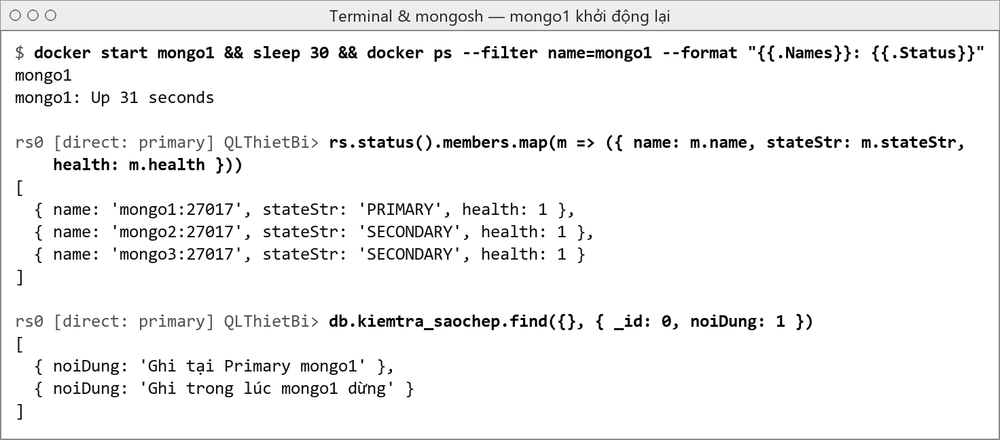 Terminal & mongosh — mongo1 khởi động lại
$ docker start mongo1 && sleep 30 && docker ps --filter name=mongo1 --format "{{.Names}}: {{.Status}}"
mongo1
mongo1: Up 31 seconds
rs0 [direct: primary] QLThietBi> rs.status().members.map(m => ({ name: m.name, stateStr: m.stateStr,
    health: m.health }))
[
  { name: 'mongo1:27017', stateStr: 'PRIMARY', health: 1 },
  { name: 'mongo2:27017', stateStr: 'SECONDARY', health: 1 },
  { name: 'mongo3:27017', stateStr: 'SECONDARY', health: 1 }
]
rs0 [direct: primary] QLThietBi> db.kiemtra_saochep.find({}, { _id: 0, noiDung: 1 })
[
  { noiDung: 'Ghi tại Primary mongo1' },
  { noiDung: 'Ghi trong lúc mongo1 dừng' }
]